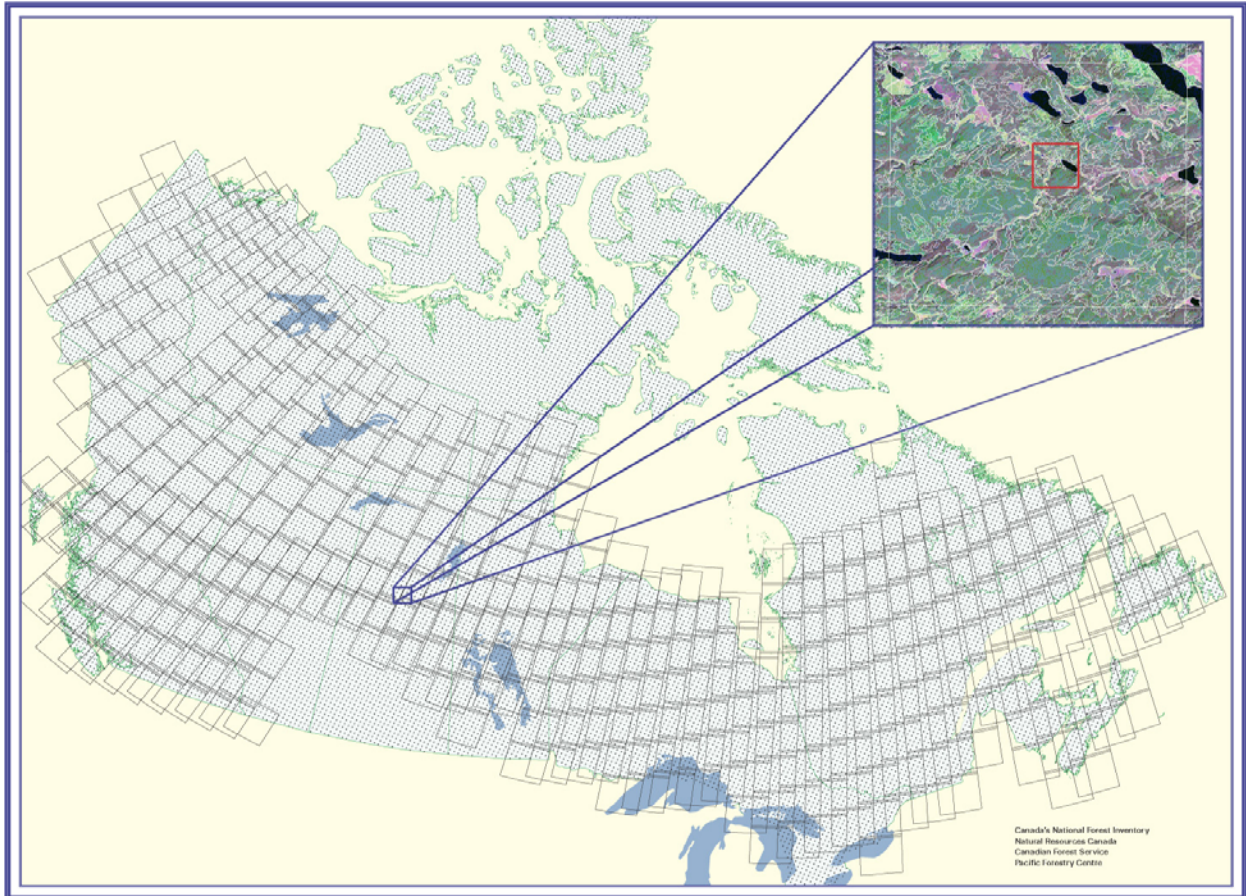 Canada's National Forest Inventory
Natural Resources Canada
Canadian Forest Service
Pacific Forestry Centre